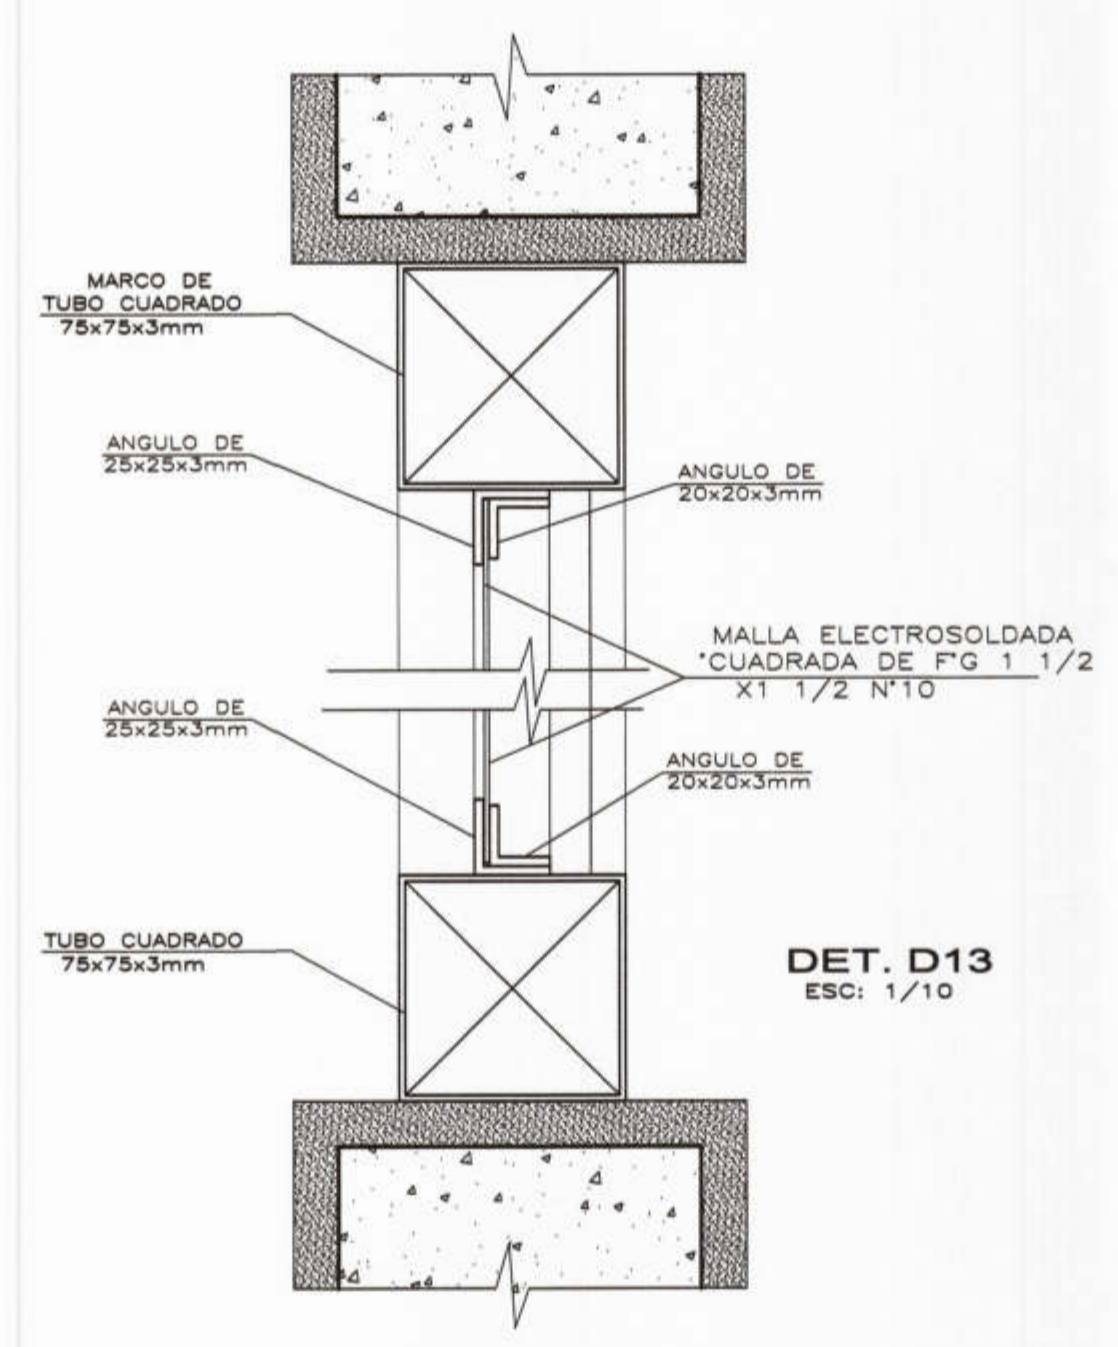 MARCO DE
TUBO CUADRADO
75x75x3mm
ANGULO DE
25x25x3mm
ANGULO DE
20x20x3mm
MALLA ELECTROSOLDADA
"CUADRADA DE F°G 1 1/2
X1 1/2 N°10
ANGULO DE
25x25x3mm
ANGULO DE
20x20x3mm
TUBO CUADRADO
75x75x3mm
DET. D13
ESC: 1/10